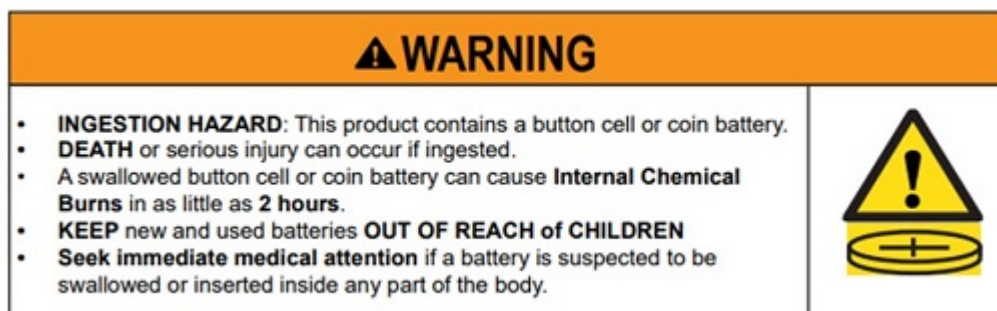 WARNING
• INGESTION HAZARD: This product contains a button cell or coin battery.
• DEATH or serious injury can occur if ingested.
• A swallowed button cell or coin battery can cause Internal Chemical
Burns in as little as 2 hours.
• KEEP new and used batteries OUT OF REACH of CHILDREN
• Seek immediate medical attention if a battery is suspected to be
swallowed or inserted inside any part of the body.